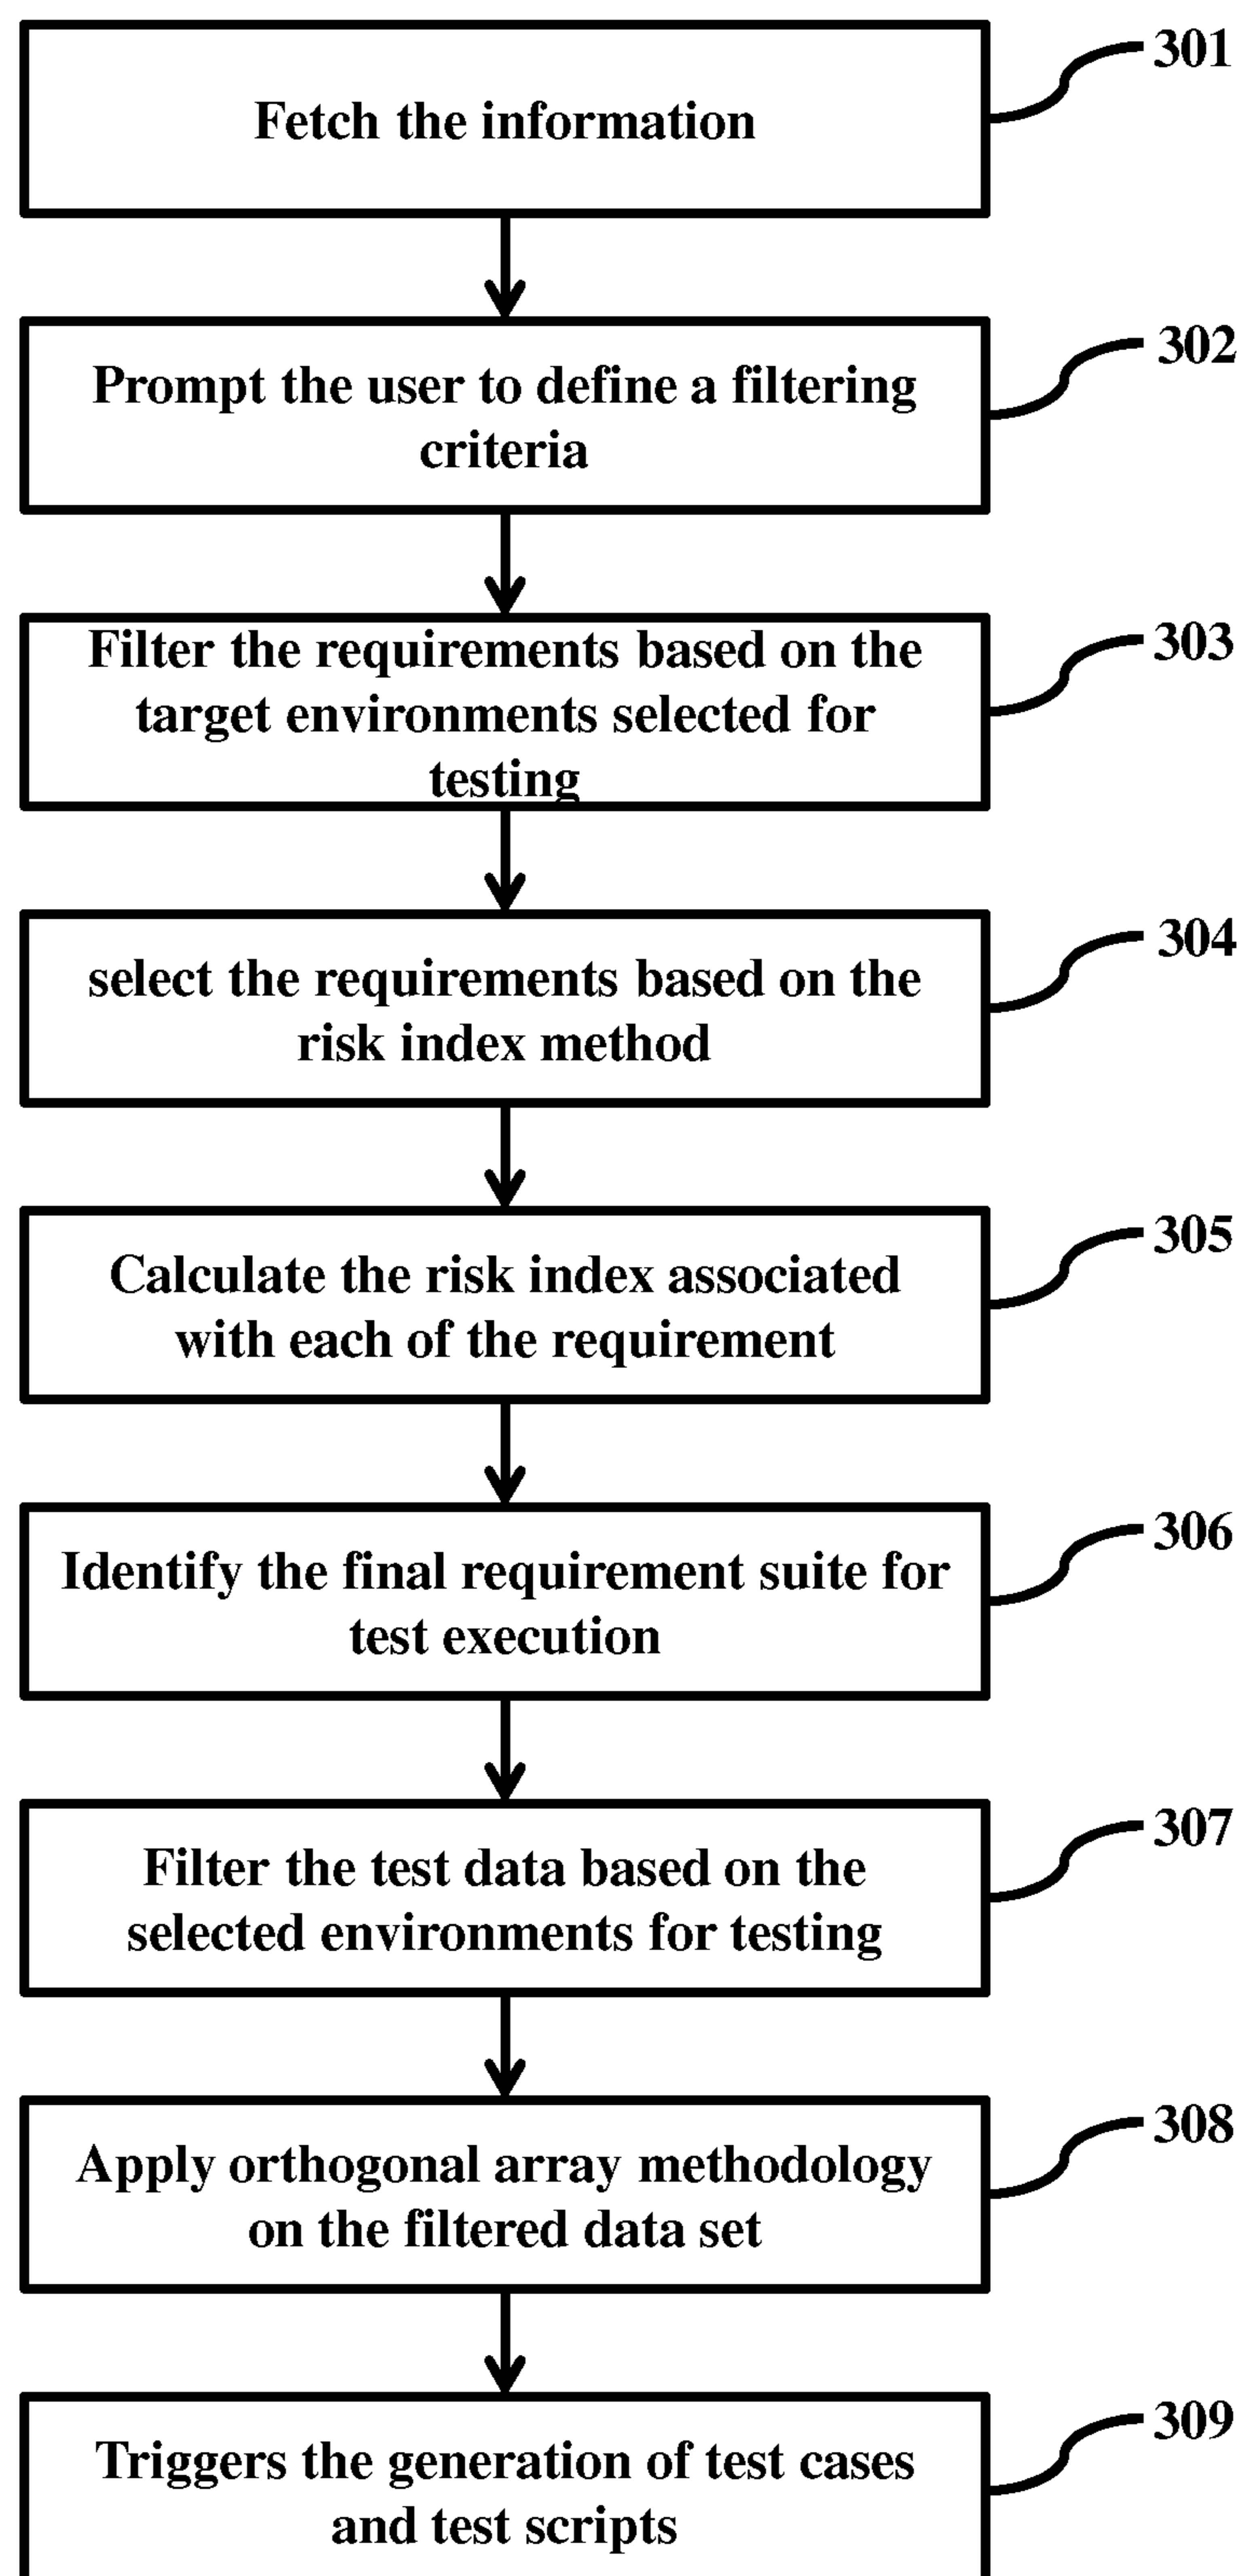 Fetch the information
301
Prompt the user to define a filtering
criteria
302
Filter the requirements based on the
target environments selected for
testing
303
select the requirements based on the
risk index method
304
Calculate the risk index associated
with each of the requirement
305
Identify the final requirement suite for
test execution
306
Filter the test data based on the
selected environments for testing
307
Apply orthogonal array methodology
on the filtered data set
308
Triggers the generation of test cases
and test scripts
309